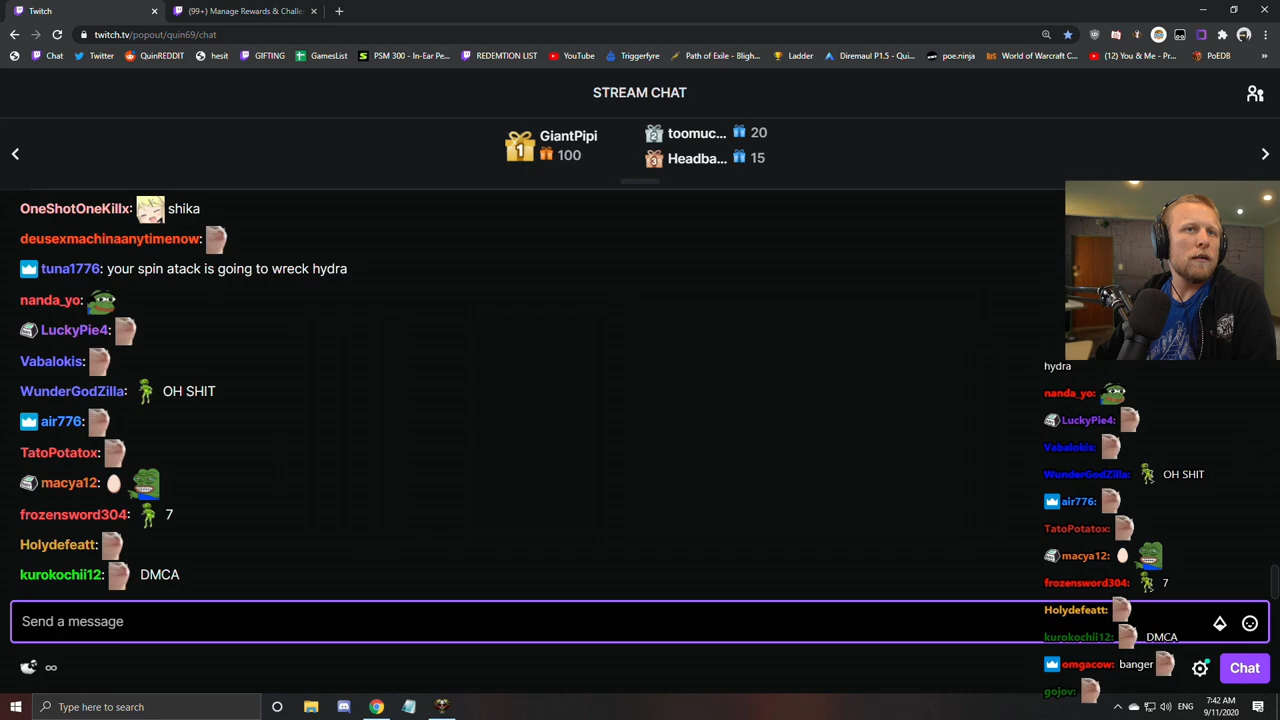 Twitch
(99+) Manage Rewards & Challe
twitch.tv/popout/quin69/chat
Chat
Twitter
QuinREDDIT
hesit
GIFTING
GamesList
PSM 300 - In-Ear Pe...
REDEMTION LIST
YouTube
Triggerfyre
Path of Exile - Bligh...
Ladder
Diremaul P1.5 - Qui...
poe.ninja
World of Warcraft C...
(12) You & Me - Pr...
PoEDB
STREAM CHAT
1 GiantPipi 100
2 toomuc... 20
3 Headba... 15
OneShotOneKillx: shika
deusexmachinaanytimenow:
tuna1776: your spin atack is going to wreck hydra
nanda_yo:
LuckyPie4:
Vabalokis:
WunderGodZilla: OH SHIT
air776:
TatoPotatox:
macya12:
frozensword304: 7
Holydefeatt:
kurokochii12: DMCA
Send a message
Chat
hydra
nanda_yo:
LuckyPie4:
Vabalokis:
WunderGodZilla: OH SHIT
air776:
TatoPotatox:
macya12:
frozensword304: 7
Holydefeatt:
kurokochii12: DMCA
omgacow: banger
gojov:
Type here to search
ENG
7:42 AM
9/11/2020